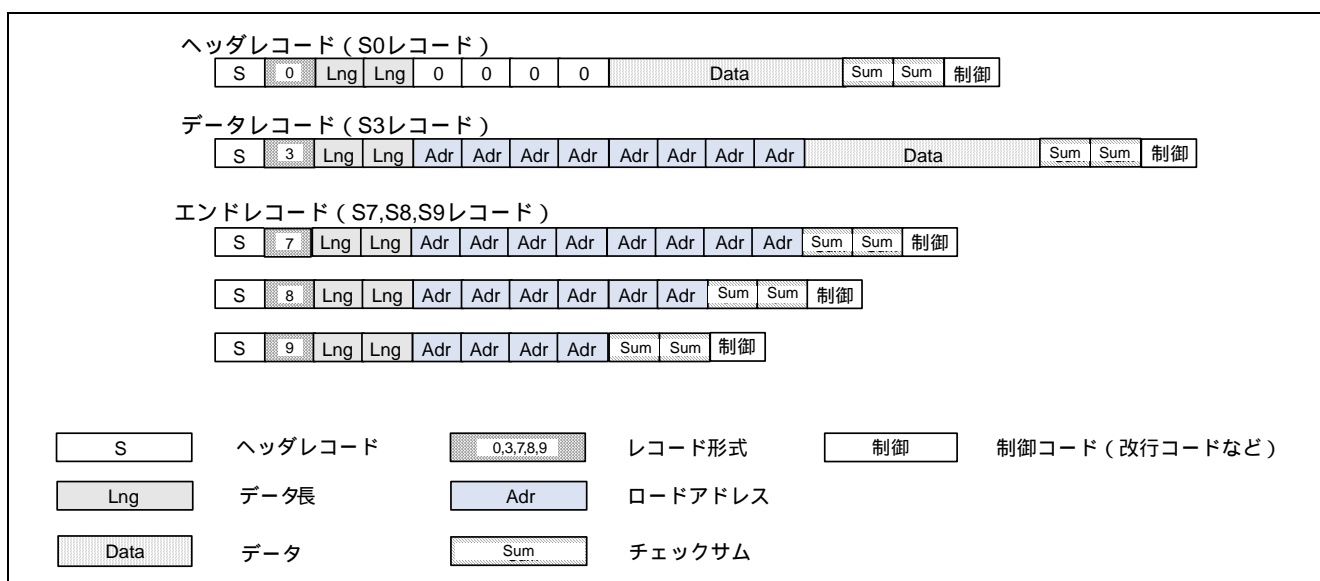 ヘッダレコード(S0レコード)
S 0 Lng Lng 0 0 0 0 Data Sum Sum 制御
データレコード(S3レコード)
S 3 Lng Lng Adr Adr Adr Adr Adr Adr Adr Adr Data Sum Sum 制御
エンドレコード(S7,S8,S9レコード)
S 7 Lng Lng Adr Adr Adr Adr Adr Adr Adr Adr Sum Sum 制御
S 8 Lng Lng Adr Adr Adr Adr Adr Adr Sum Sum 制御
S 9 Lng Lng Adr Adr Adr Adr Sum Sum 制御
S ヘッダレコード 0,3,7,8,9 レコード形式 制御 制御コード(改行コードなど)
Lng データ長 Adr ロードアドレス
Data データ Sum チェックサム